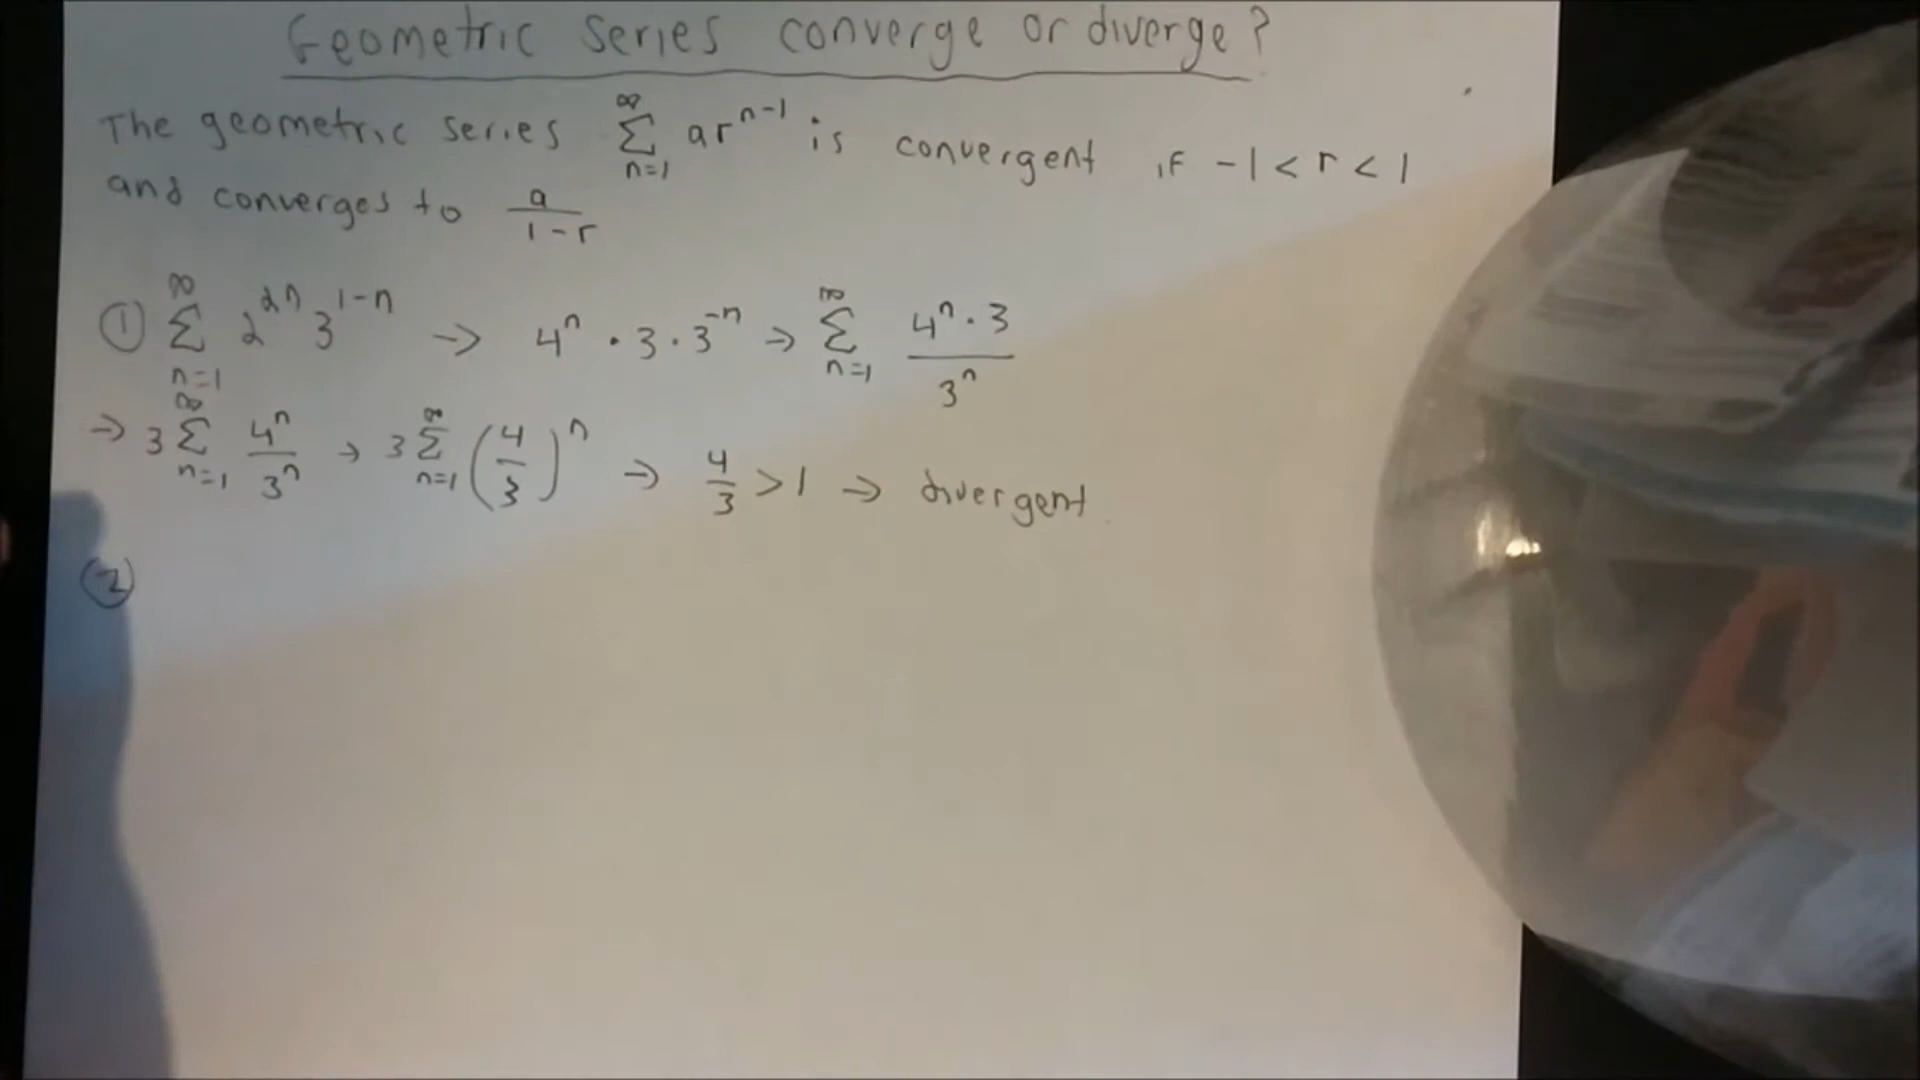 Geometric series converge or diverge?
The geometric series ∞ Σ n=1 ar^{n-1} is convergent if -1 < r < 1
and converges to a/(1-r)
① ∞ Σ n=1 2^{2n} 3^{1-n} → 4^n · 3 · 3^{-n} → ∞ Σ n=1 (4^n · 3)/3^n
→ 3 ∞ Σ n=1 4^n/3^n → 3 ∞ Σ n=1 (4/3)^n → 4/3 > 1 → divergent
②